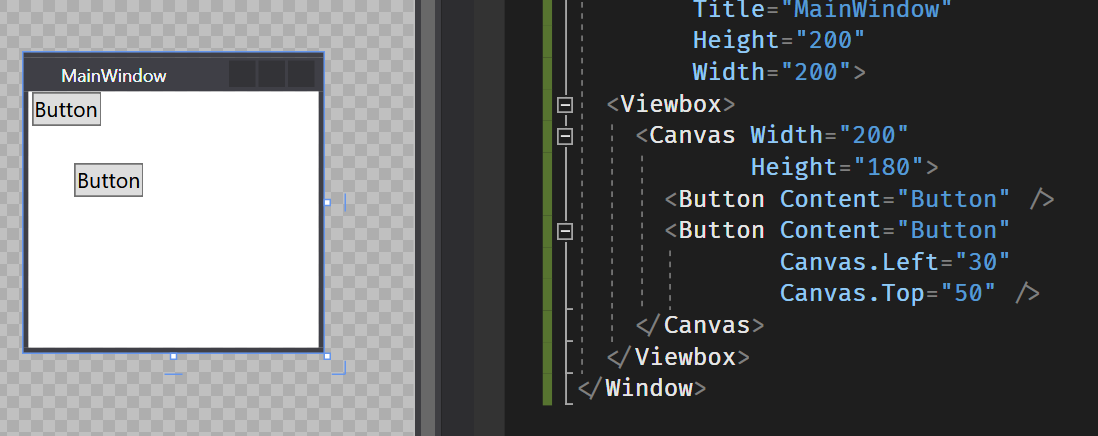 MainWindow
Button
Button
Title="MainWindow"
Height="200"
Width="200">
<Viewbox>
<Canvas Width="200"
Height="180">
<Button Content="Button" />
<Button Content="Button"
Canvas.Left="30"
Canvas.Top="50" />
</Canvas>
</Viewbox>
</Window>